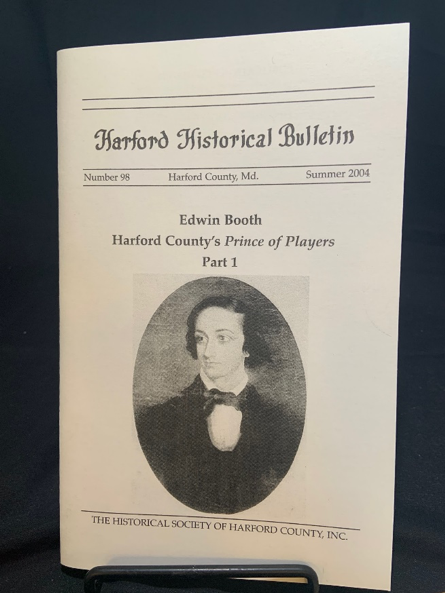 Harford Historical Bulletin
Number 98 Harford County, Md. Summer 2004
Edwin Booth
Harford County's Prince of Players
Part 1
THE HISTORICAL SOCIETY OF HARFORD COUNTY, INC.